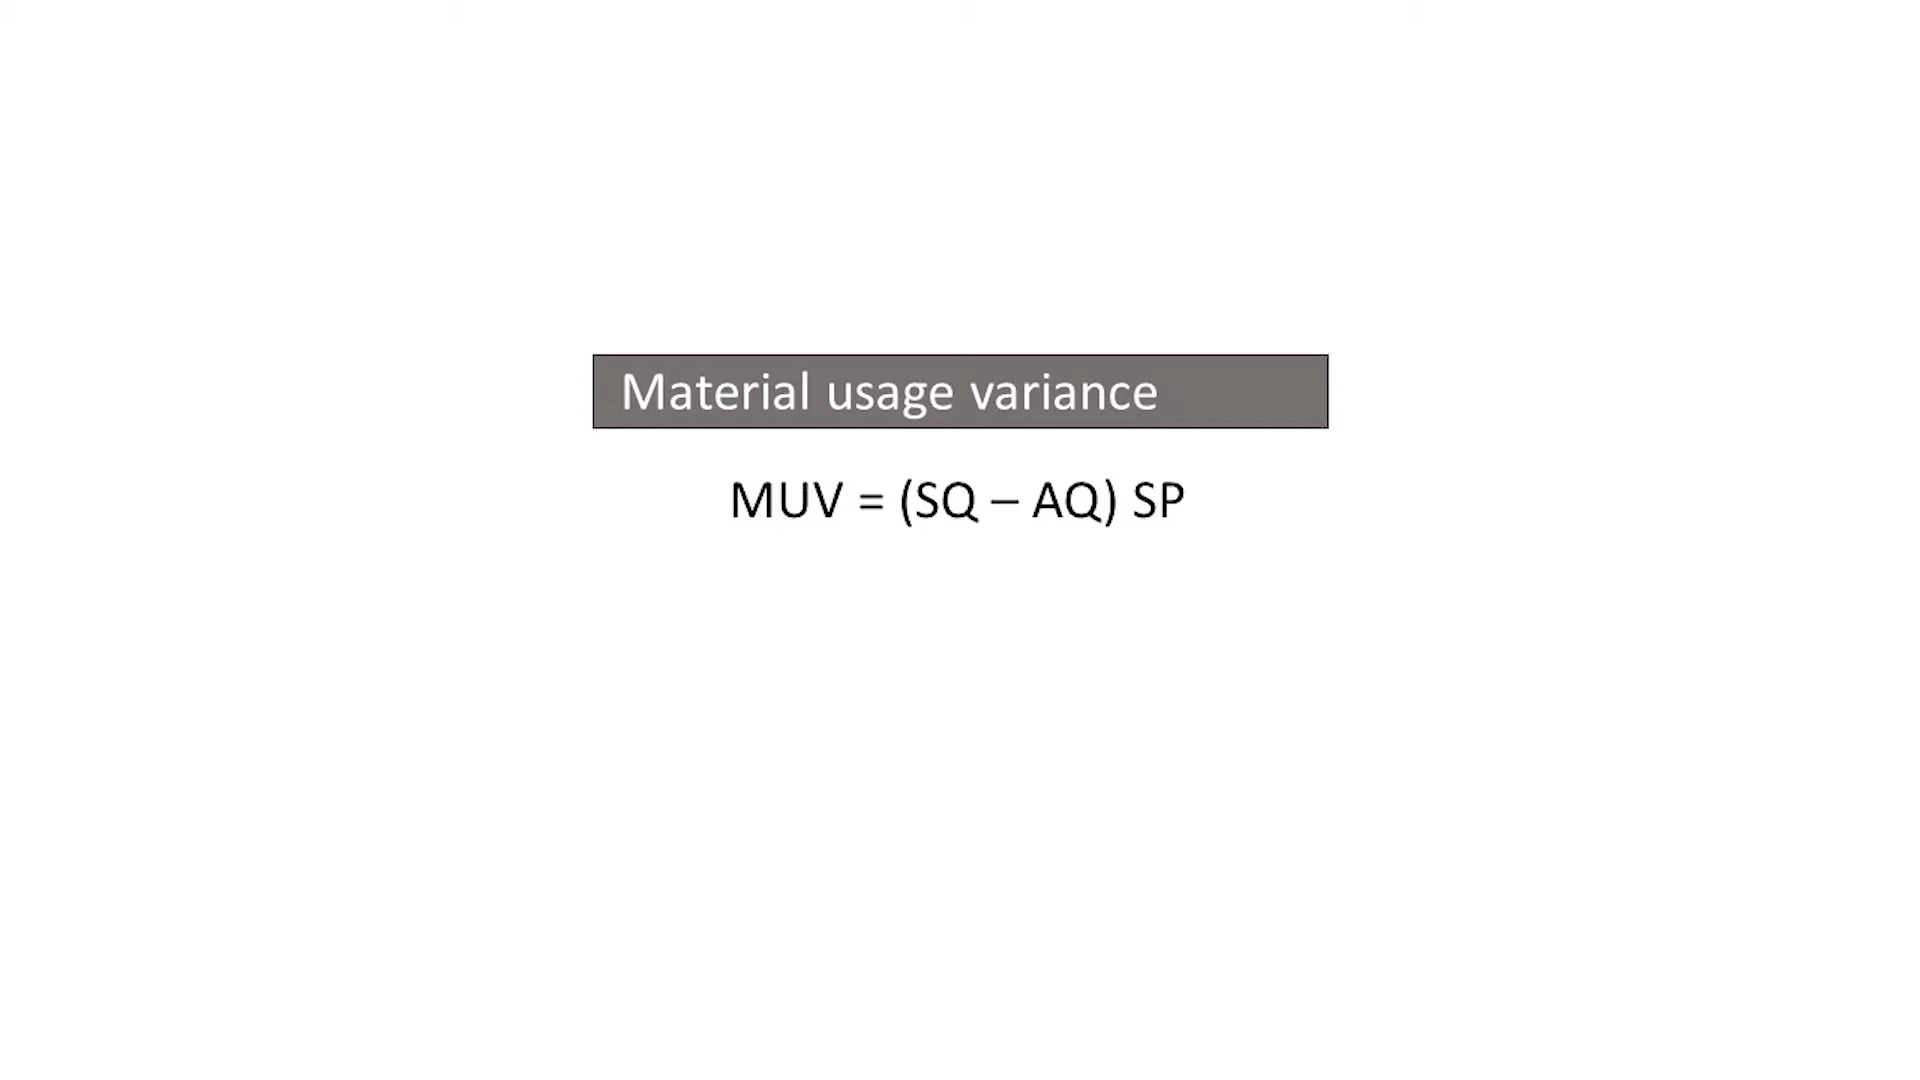 Material usage variance
MUV = (SQ – AQ) SP